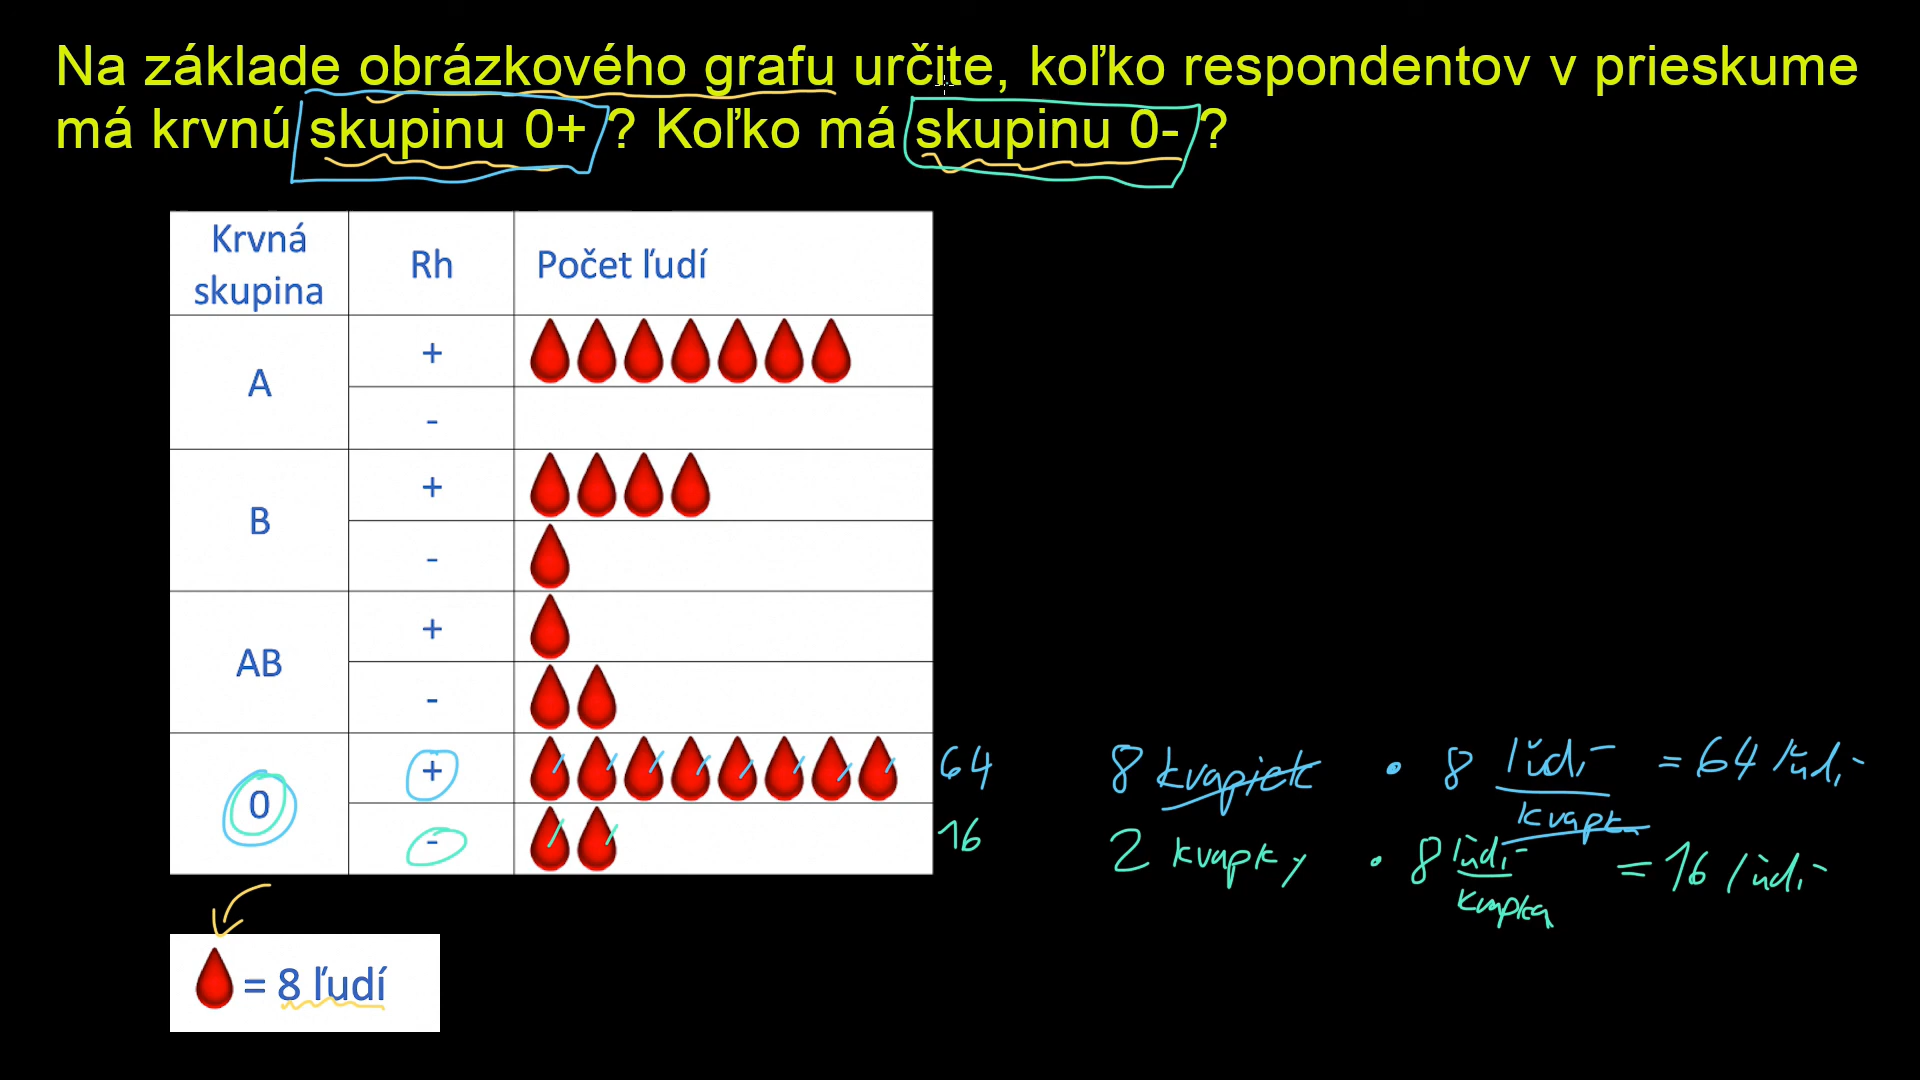 Na základe obrázkového grafu určite, koľko respondentov v prieskume
má krvnú skupinu 0+ ? Koľko má skupinu 0- ?
Krvná
skupina
Rh
Počet ľudí
A
+
-
B
+
-
AB
+
-
0
+
64
8 kvapiek • 8 ľudí = 64 ľudí
kvapka
-
16
2 kvapky • 8 ľudí = 16 ľudí
kvapka
= 8 ľudí